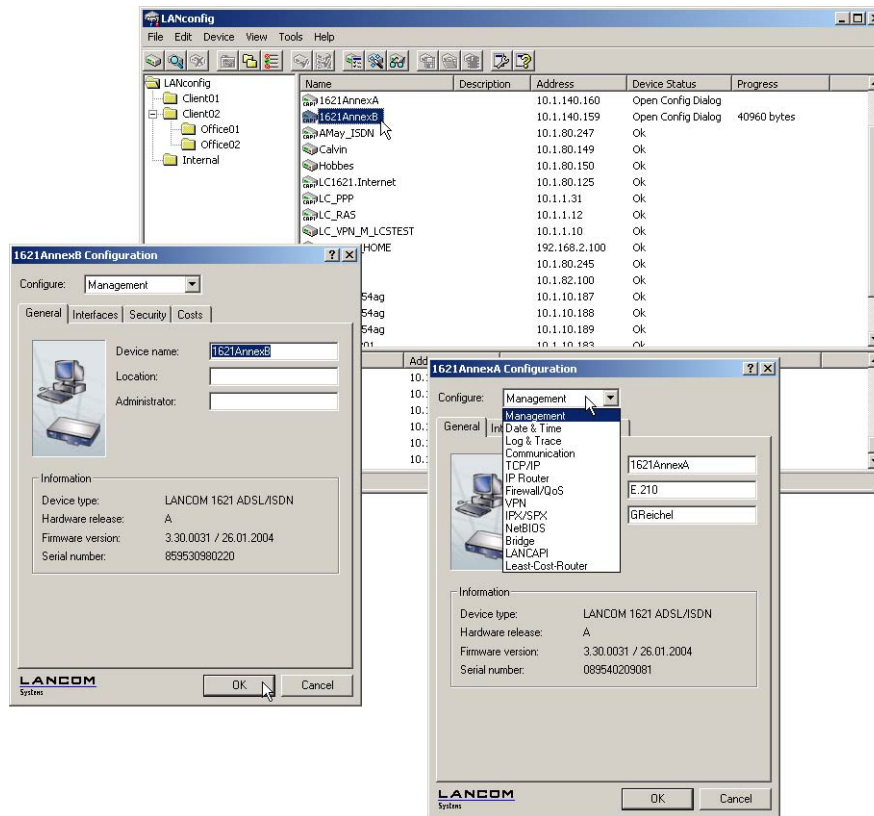 LANconfig
File Edit Device View Tools Help
LANconfig
Client01
Client02
Office01
Office02
Internal
Name Description Address Device Status Progress
1621AnnexA 10.1.140.160 Open Config Dialog
1621AnnexB 10.1.140.159 Open Config Dialog 40960 bytes
AMay_ISDN 10.1.80.247 Ok
Calvin 10.1.80.149 Ok
Hobbes 10.1.80.150 Ok
LC1621.Internet 10.1.80.125 Ok
LC_PPP 10.1.1.31 Ok
LC_RAS 10.1.1.12 Ok
LC_VPN_M_LCSTEST 10.1.1.10 Ok
HOME 192.168.2.100 Ok
10.1.80.245 Ok
10.1.82.100 Ok
54ag 10.1.10.187 Ok
54ag 10.1.10.188 Ok
54ag 10.1.10.189 Ok
10.1.10.183 Ok
1621AnnexB Configuration
Configure: Management
General Interfaces Security Costs
Device name: 1621AnnexB
Location:
Administrator:
Information
Device type: LANCOM 1621 ADSL/ISDN
Hardware release: A
Firmware version: 3.30.0031 / 26.01.2004
Serial number: 859530980220
LANCOM
Systems
OK Cancel
1621AnnexA Configuration
Configure: Management
Management
Date & Time
Log & Trace
Communication
TCP/IP
IP Router
Firewall/QoS
VPN
IPX/SPX
NetBIOS
Bridge
LANCAPI
Least-Cost-Router
General
1621AnnexA
E.210
GReichel
Information
Device type: LANCOM 1621 ADSL/ISDN
Hardware release: A
Firmware version: 3.30.0031 / 26.01.2004
Serial number: 089540209081
LANCOM
Systems
OK Cancel